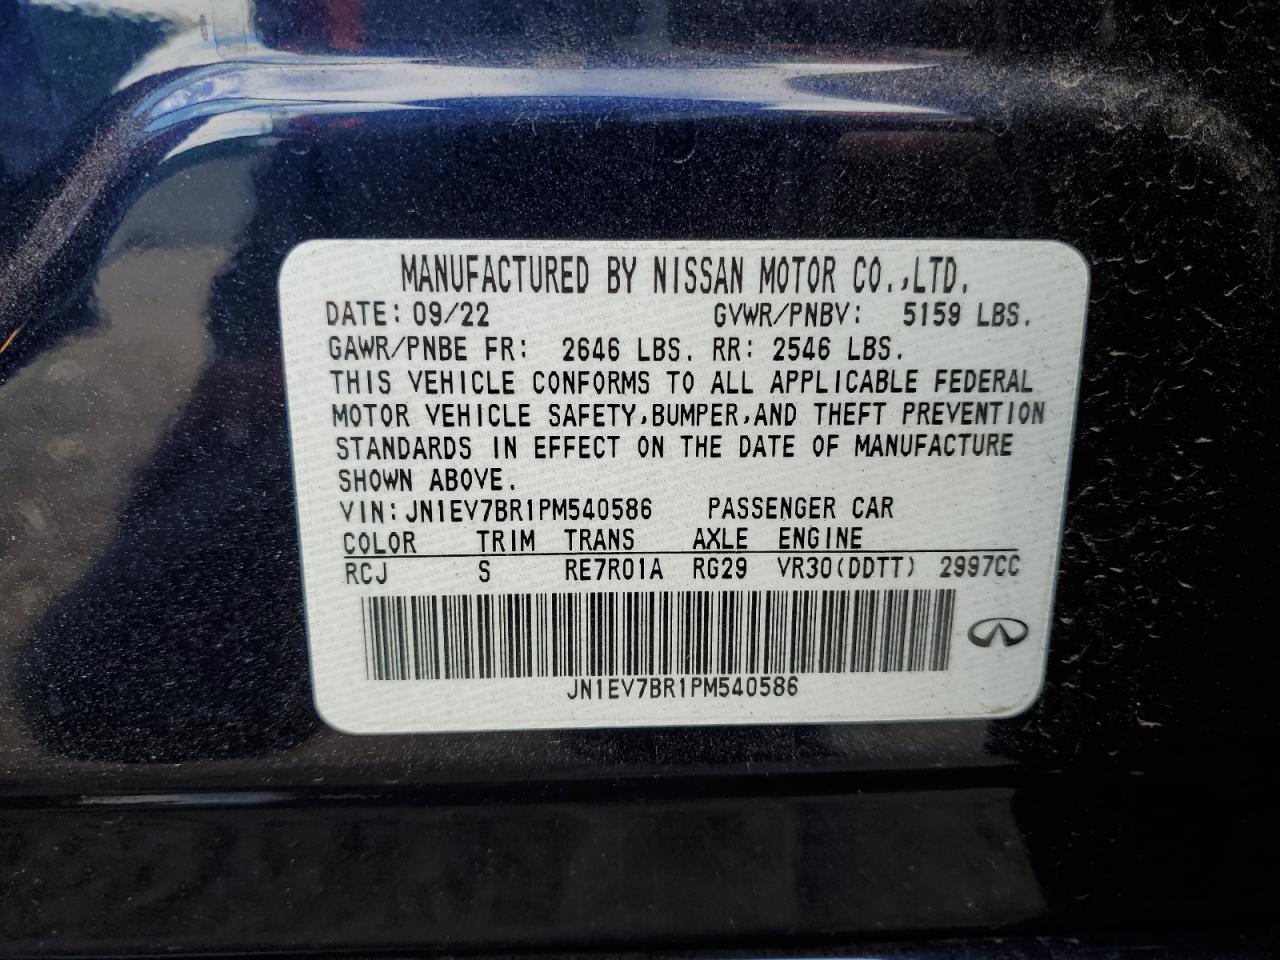 MANUFACTURED BY NISSAN MOTOR CO.,LTD.
DATE: 09/22 GVWR/PNBV: 5159 LBS.
GAWR/PNBE FR: 2646 LBS. RR: 2546 LBS.
THIS VEHICLE CONFORMS TO ALL APPLICABLE FEDERAL
MOTOR VEHICLE SAFETY,BUMPER,AND THEFT PREVENTION
STANDARDS IN EFFECT ON THE DATE OF MANUFACTURE
SHOWN ABOVE.
VIN:JN1EV7BR1PM540586 PASSENGER CAR
COLOR TRIM TRANS AXLE ENGINE
RCJ S RE7R01A RG29 VR30(DDTT) 2997CC
JN1EV7BR1PM540586